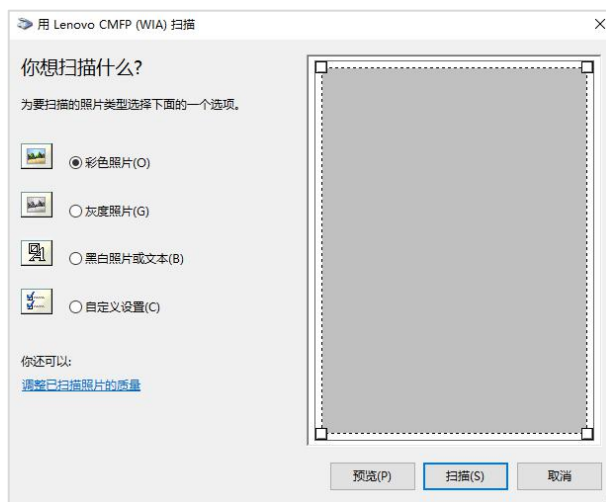 用 Lenovo CMFP (WIA) 扫描
你想扫描什么?
为要扫描的照片类型选择下面的一个选项。
彩色照片(O)
灰度照片(G)
黑白照片或文本(B)
自定义设置(C)
你还可以:
调整已扫描照片的质量
预览(P)
扫描(S)
取消